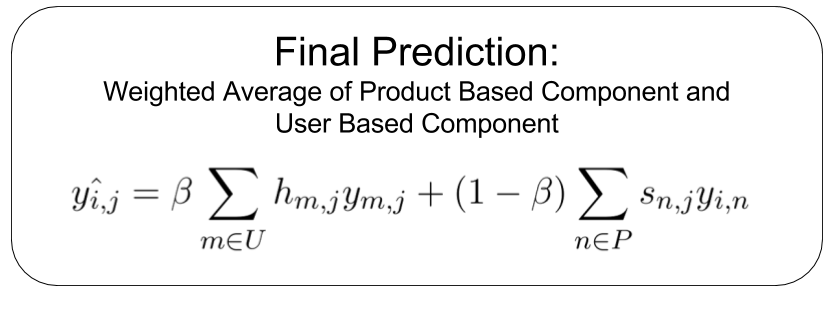 Final Prediction:
Weighted Average of Product Based Component and
User Based Component
$\hat{y_{i,j}} = \beta \sum_{m \in U} h_{m,j} y_{m,j} + (1 - \beta) \sum_{n \in P} s_{n,j} y_{i,n}$